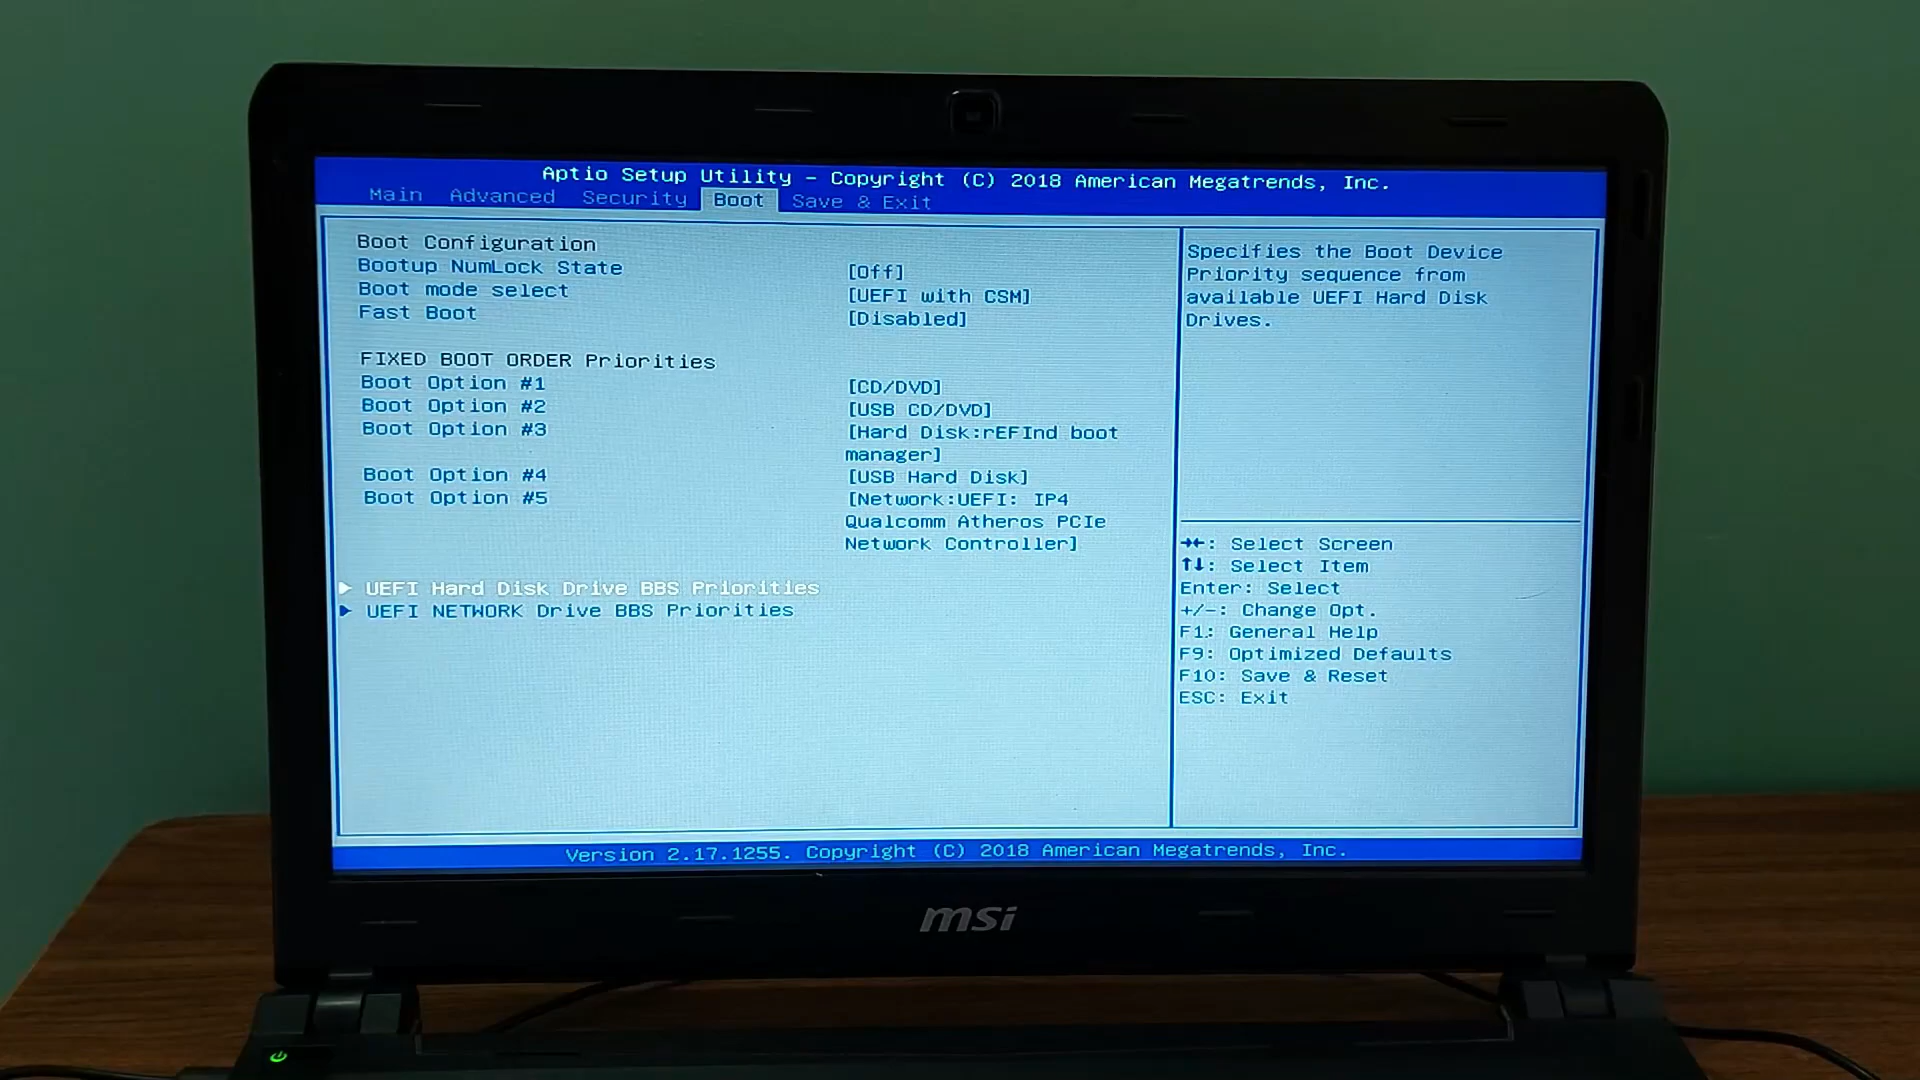 Aptio Setup Utility - Copyright (C) 2018 American Megatrends, Inc.
Main Advanced Security Boot Save & Exit
Boot Configuration
Bootup NumLock State [Off]
Boot mode select [UEFI with CSM]
Fast Boot [Disabled]
FIXED BOOT ORDER Priorities
Boot Option #1 [CD/DVD]
Boot Option #2 [USB CD/DVD]
Boot Option #3 [Hard Disk:rEFInd boot
manager]
Boot Option #4 [USB Hard Disk]
Boot Option #5 [Network:UEFI: IP4
Qualcomm Atheros PCIe
Network Controller]
► UEFI Hard Disk Drive BBS Priorities
► UEFI NETWORK Drive BBS Priorities
Specifies the Boot Device
Priority sequence from
available UEFI Hard Disk
Drives.
→←: Select Screen
↑↓: Select Item
Enter: Select
+/-: Change Opt.
F1: General Help
F9: Optimized Defaults
F10: Save & Reset
ESC: Exit
Version 2.17.1255. Copyright (C) 2018 American Megatrends, Inc.
msi